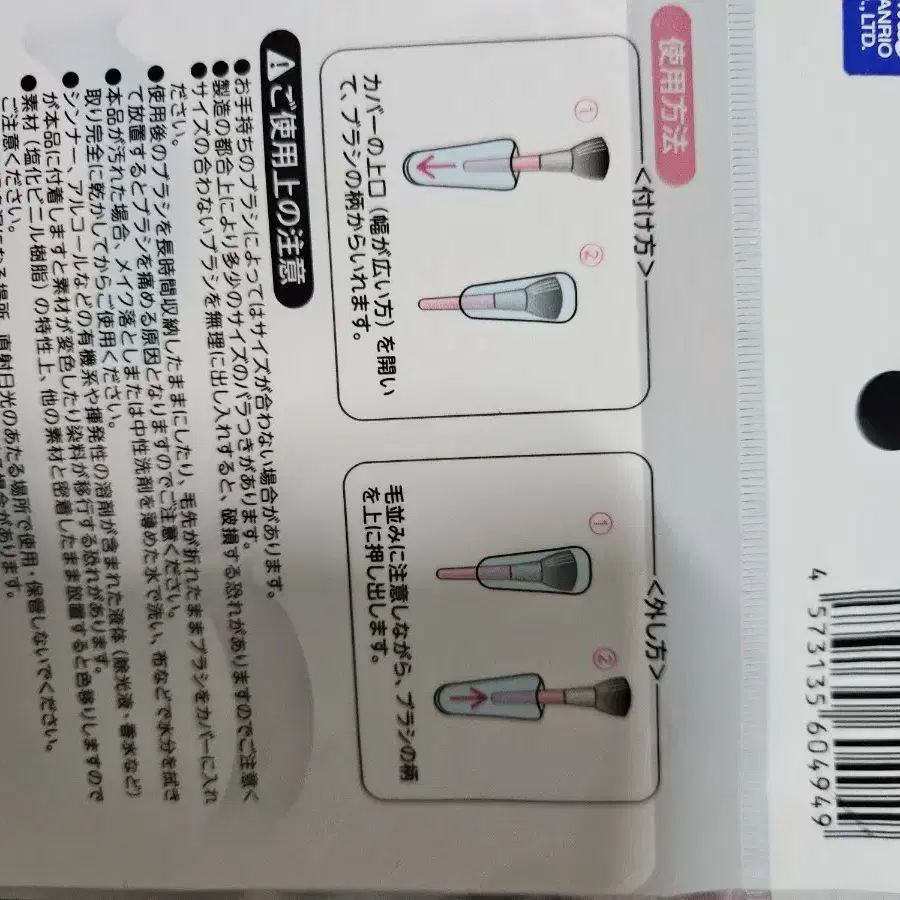 SANRIO
., LTD.
使用方法
<付け方>
①
②
カバーの上口(幅が広い方)を開い
て、ブラシの柄からいれます。
<外し方>
①
②
毛並みに注意しながら、ブラシの柄
を上に押し出します。
ご使用上の注意
●お手持ちのブラシによってはサイズが合わない場合があります。
●製造の都合上により多少のサイズのバラつきがあります。
●サイズの合わないブラシを無理に出し入れすると、破損する恐れがありますのでご注意く
ださい。
●使用後のブラシを長時間収納したままにしたり、毛先が折れたままブラシをカバーに入れ
て放置するとブラシを痛める原因となりますのでご注意ください。
●本品が汚れた場合、メイク落としまたは中性洗剤を薄めた水で洗い、布などで水分を拭き
取り完全に乾かしてからご使用ください。
●シンナー、アルコールなどの有機系や揮発性の溶剤が含まれた液体(除光液・香水など)
が本品に付着しますと素材が変色したり染料が移行する恐れがあります。
●素材(塩化ビニル樹脂)の特性上、他の素材と密着したまま放置すると色移りしますので
ご注意ください。
場所、直射日光のあたる場所で使用・保管しないでください。
場合があります。
4 573135 604949